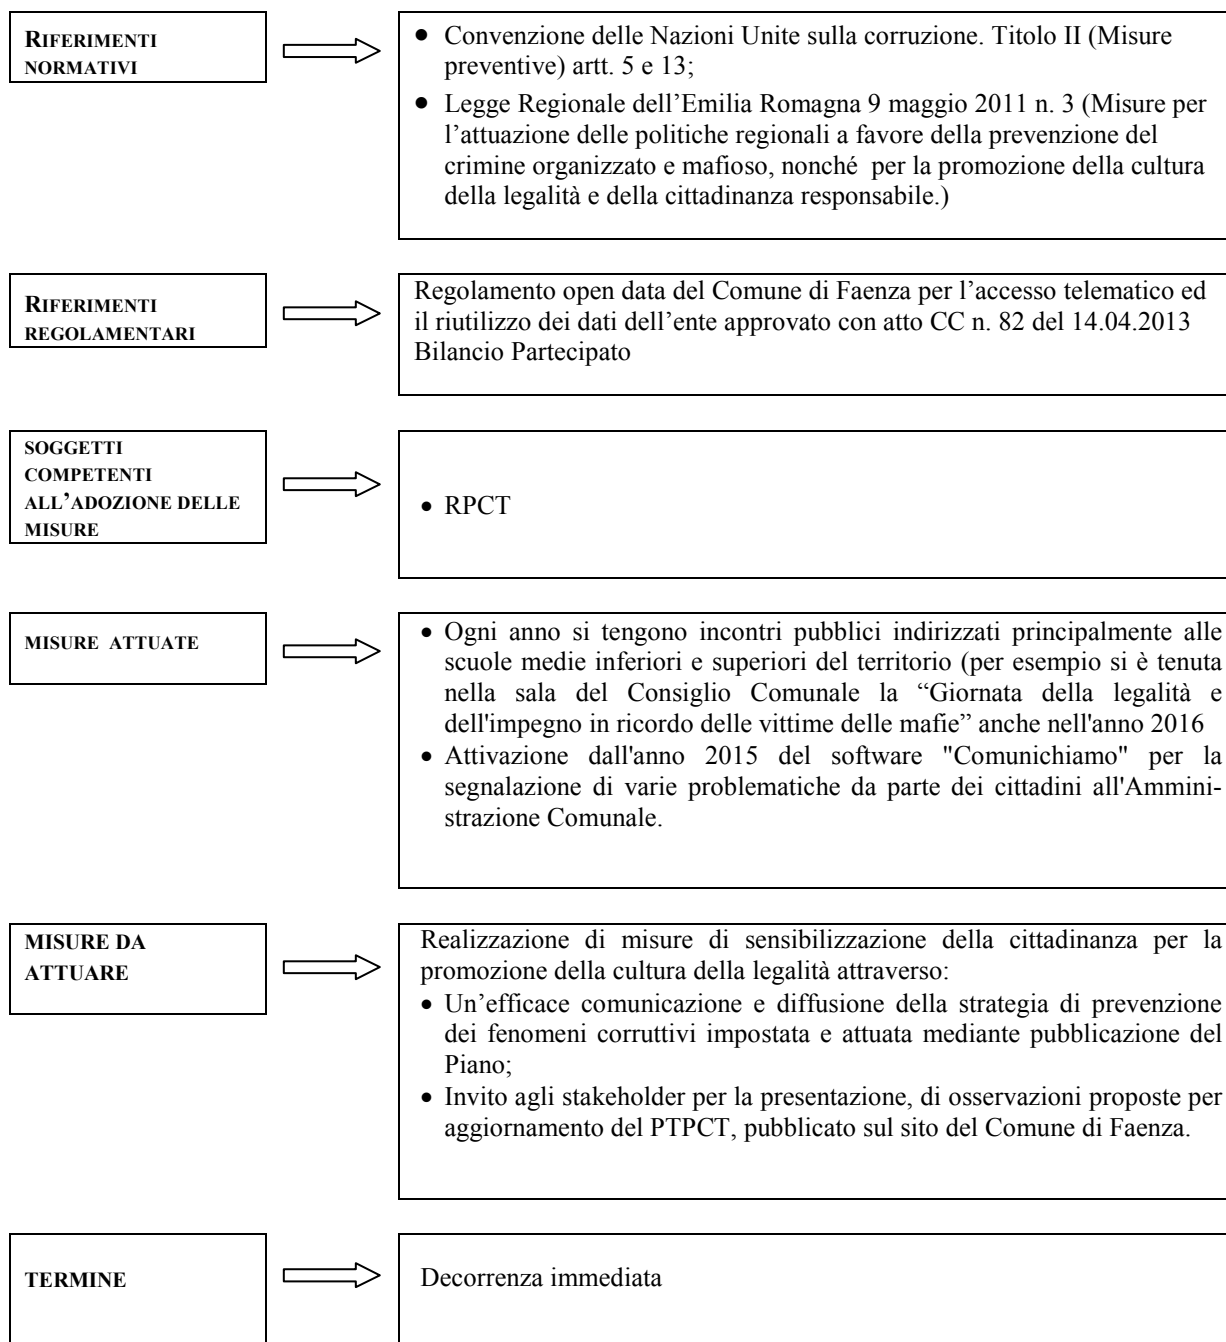 RIFERIMENTI
NORMATIVI
• Convenzione delle Nazioni Unite sulla corruzione. Titolo II (Misure
preventive) artt. 5 e 13;
• Legge Regionale dell’Emilia Romagna 9 maggio 2011 n. 3 (Misure per
l’attuazione delle politiche regionali a favore della prevenzione del
crimine organizzato e mafioso, nonché per la promozione della cultura
della legalità e della cittadinanza responsabile.)
RIFERIMENTI
REGOLAMENTARI
Regolamento open data del Comune di Faenza per l’accesso telematico ed
il riutilizzo dei dati dell’ente approvato con atto CC n. 82 del 14.04.2013
Bilancio Partecipato
SOGGETTI
COMPETENTI
ALL’ADOZIONE DELLE
MISURE
• RPCT
MISURE ATTUATE
• Ogni anno si tengono incontri pubblici indirizzati principalmente alle
scuole medie inferiori e superiori del territorio (per esempio si è tenuta
nella sala del Consiglio Comunale la “Giornata della legalità e
dell'impegno in ricordo delle vittime delle mafie” anche nell'anno 2016
• Attivazione dall'anno 2015 del software "Comunichiamo" per la
segnalazione di varie problematiche da parte dei cittadini all'Ammini-
strazione Comunale.
MISURE DA
ATTUARE
Realizzazione di misure di sensibilizzazione della cittadinanza per la
promozione della cultura della legalità attraverso:
• Un’efficace comunicazione e diffusione della strategia di prevenzione
dei fenomeni corruttivi impostata e attuata mediante pubblicazione del
Piano;
• Invito agli stakeholder per la presentazione, di osservazioni proposte per
aggiornamento del PTPCT, pubblicato sul sito del Comune di Faenza.
TERMINE
Decorrenza immediata